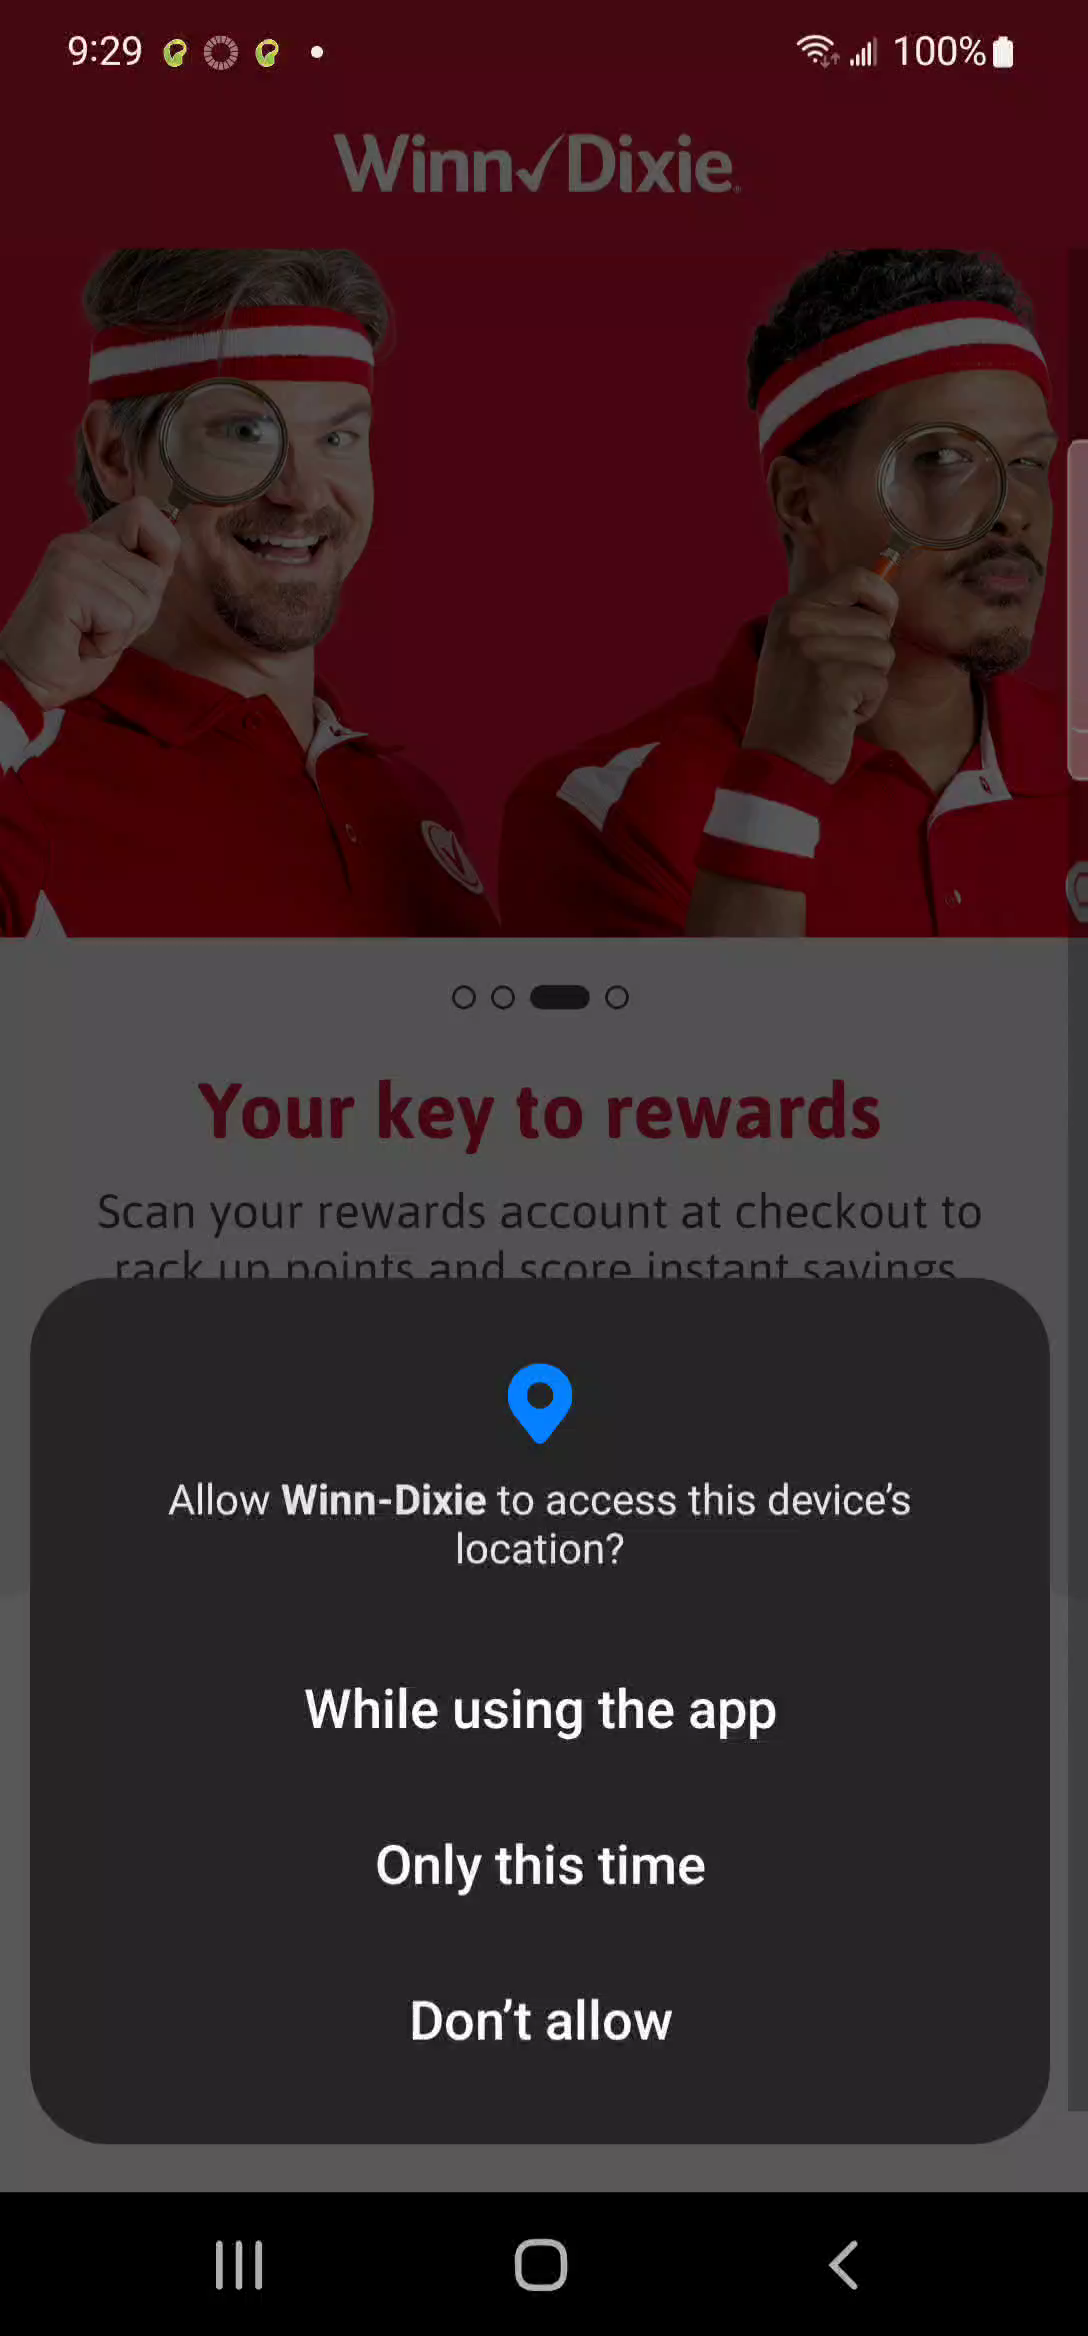 9:29
100%
Winn Dixie
Your key to rewards
Scan your rewards account at checkout to
rack up points and score instant savings
Allow Winn-Dixie to access this device’s
location?
While using the app
Only this time
Don’t allow